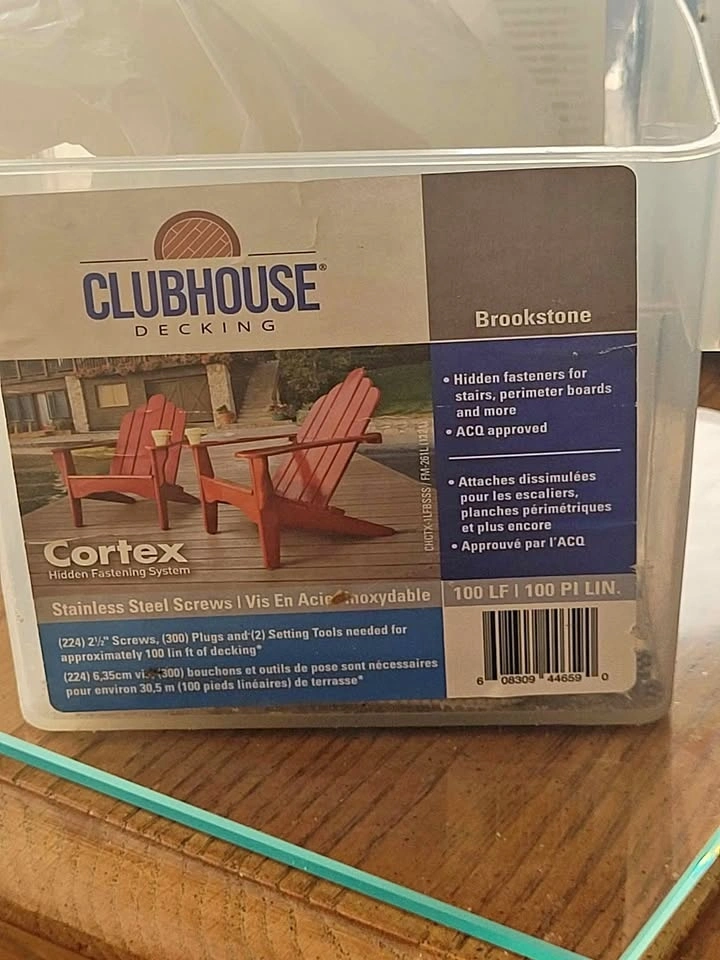 CLUBHOUSE®
DECKING
Brookstone
• Hidden fasteners for
stairs, perimeter boards
and more
• ACQ approved
• Attaches dissimulées
pour les escaliers,
planches périmétriques
et plus encore
• Approuvé par l'ACQ
Cortex
Hidden Fastening System
Stainless Steel Screws | Vis En Acier Inoxydable
100 LF | 100 PI LIN.
(224) 2½" Screws, (300) Plugs and (2) Setting Tools needed for
approximately 100 lin ft of decking*
(224) 6,35cm (300) bouchons et outils de pose sont nécessaires
pour environ 30,5 m (100 pieds linéaires) de terrasse*
6 08309 44659 0